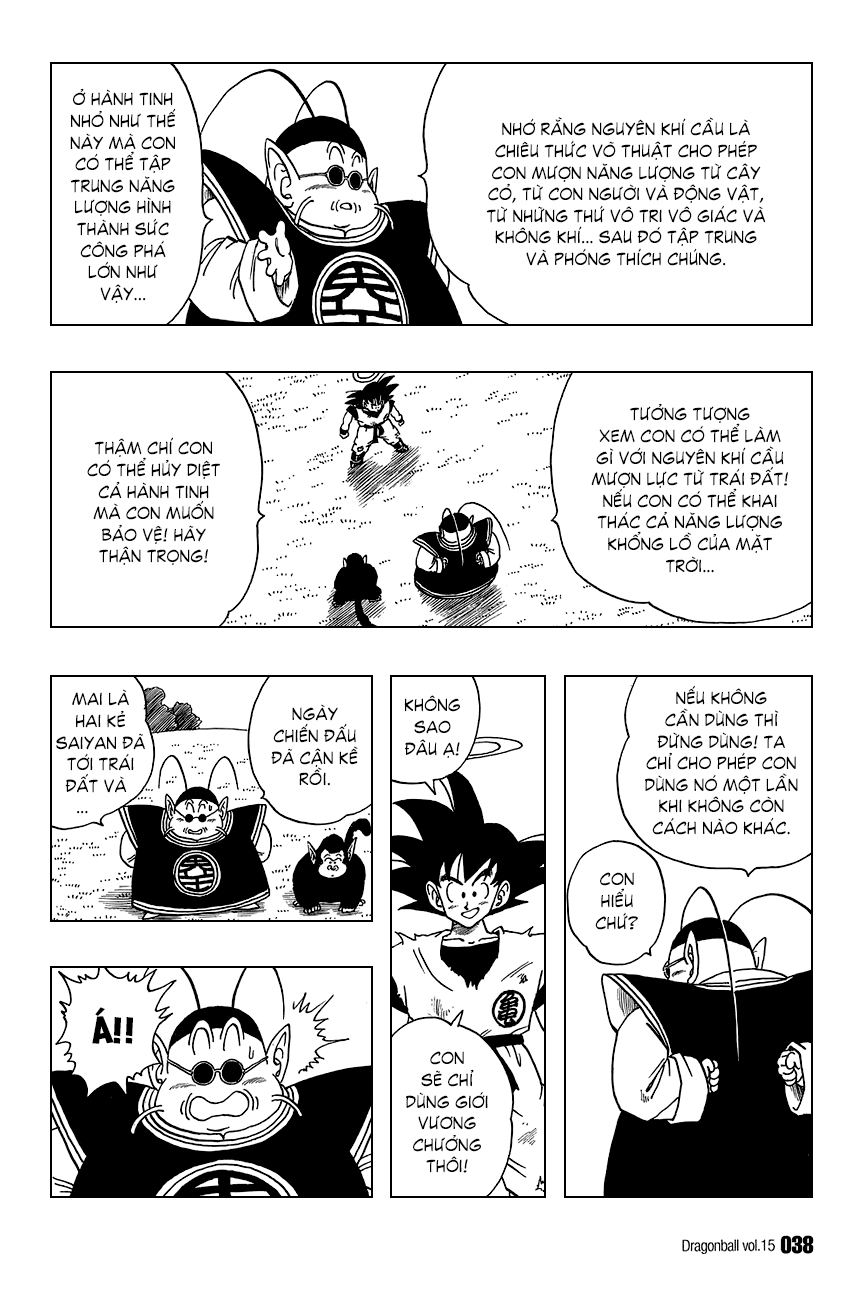 NHỚ RẰNG NGUYÊN KHÍ CẦU LÀ
CHIÊU THỨC VÕ THUẬT CHO PHÉP
CON MƯỢN NĂNG LƯỢNG TỪ CÂY
CỎ, TỪ CON NGƯỜI VÀ ĐỘNG VẬT,
TỪ NHỮNG THỨ VÔ TRI VÔ GIÁC VÀ
KHÔNG KHÍ... SAU ĐÓ TẬP TRUNG
VÀ PHÓNG THÍCH CHÚNG.
Ở HÀNH TINH
NHỎ NHƯ THẾ
NÀY MÀ CON
CÓ THỂ TẬP
TRUNG NĂNG
LƯỢNG HÌNH
THÀNH SỨC
CÔNG PHÁ
LỚN NHƯ
VẬY...
TƯỞNG TƯỢNG
XEM CON CÓ THỂ LÀM
GÌ VỚI NGUYÊN KHÍ CẦU
MƯỢN LỰC TỪ TRÁI ĐẤT!
NẾU CON CÓ THỂ KHAI
THÁC CẢ NĂNG LƯỢNG
KHỔNG LỒ CỦA MẶT
TRỜI...
THẬM CHÍ CON
CÓ THỂ HỦY DIỆT
CẢ HÀNH TINH
MÀ CON MUỐN
BẢO VỆ! HÃY
THẬN TRỌNG!
NẾU KHÔNG
CẦN DÙNG THÌ
ĐỪNG DÙNG! TA
CHỈ CHO PHÉP CON
DÙNG NÓ MỘT LẦN
KHI KHÔNG CÒN
CÁCH NÀO KHÁC.
CON
HIỂU
CHỨ?
KHÔNG
SAO
ĐÂU Ạ!
龜
CON
SẼ CHỈ
DÙNG GIỚI
VƯƠNG
CHƯỞNG
THÔI!
NGÀY
CHIẾN ĐẤU
ĐÃ CẬN KỀ
RỒI.
MAI LÀ
HAI KẺ
SAIYAN ĐÃ
TỚI TRÁI
ĐẤT VÀ
...
Á!!
Dragonball vol.15 038